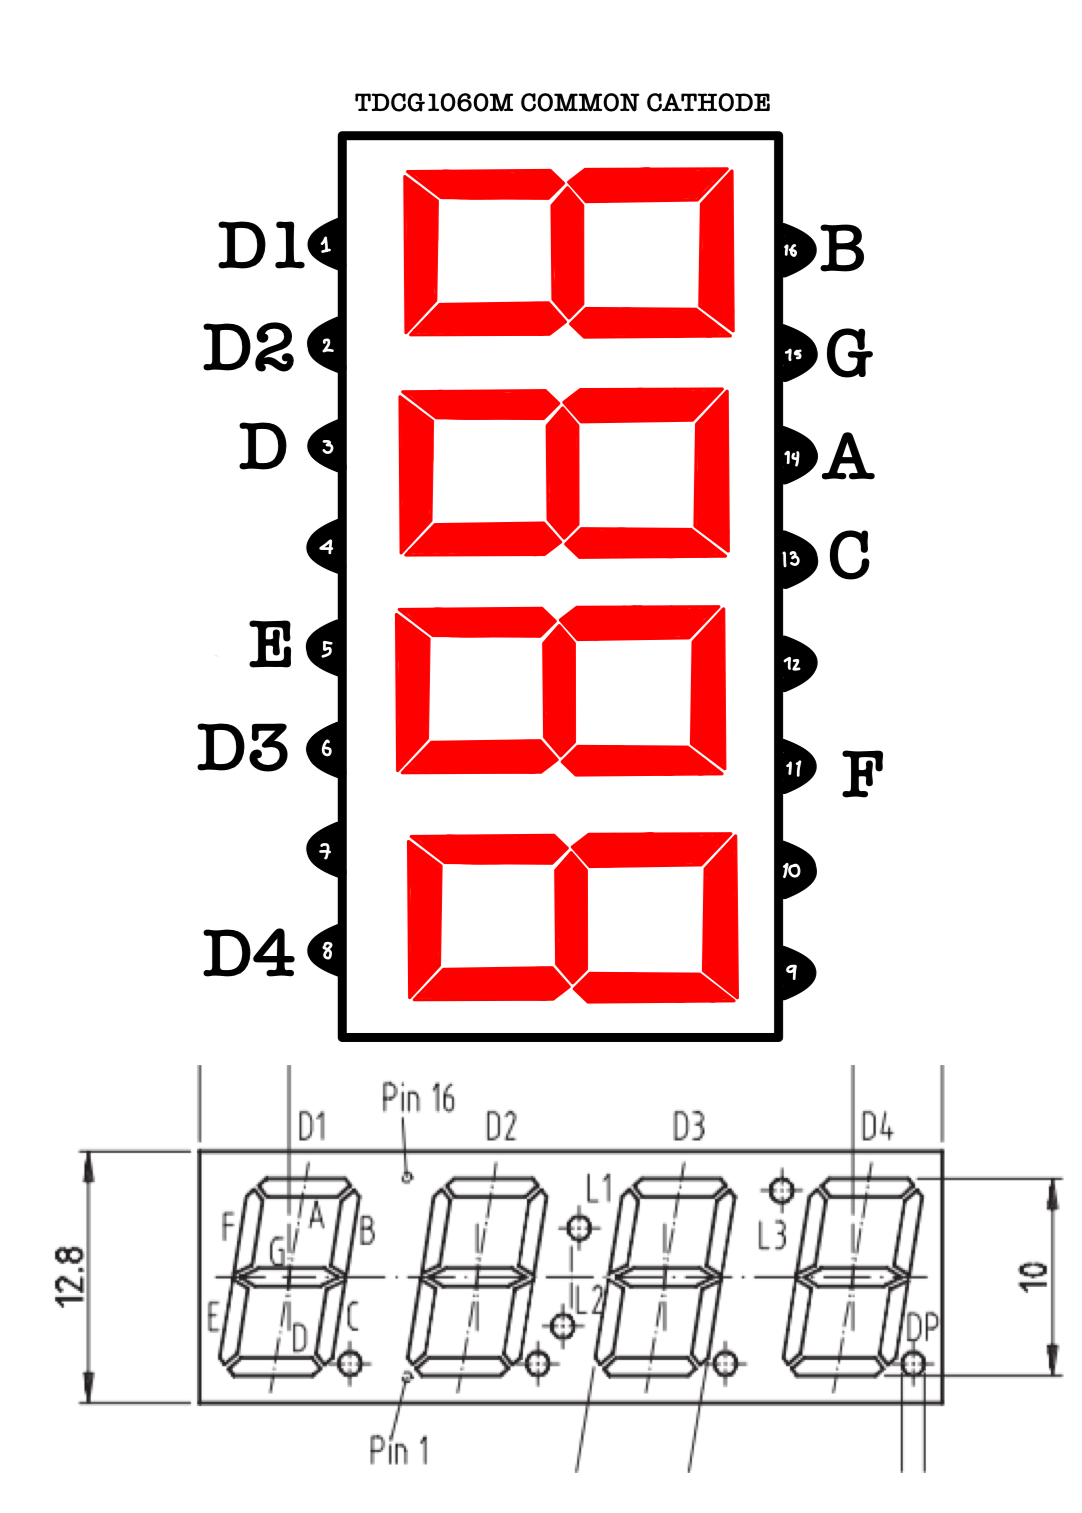 TDCG1060M COMMON CATHODE
D1 1 16 B
D2 2 15 G
D 3 14 A
4 13 C
E 5 12
D3 6 11 F
7 10
D4 8 9
Pin 16
D1 D2 D3 D4
L1
F A B
L3
G
12.8 10
L2
E D C DP
Pin 1